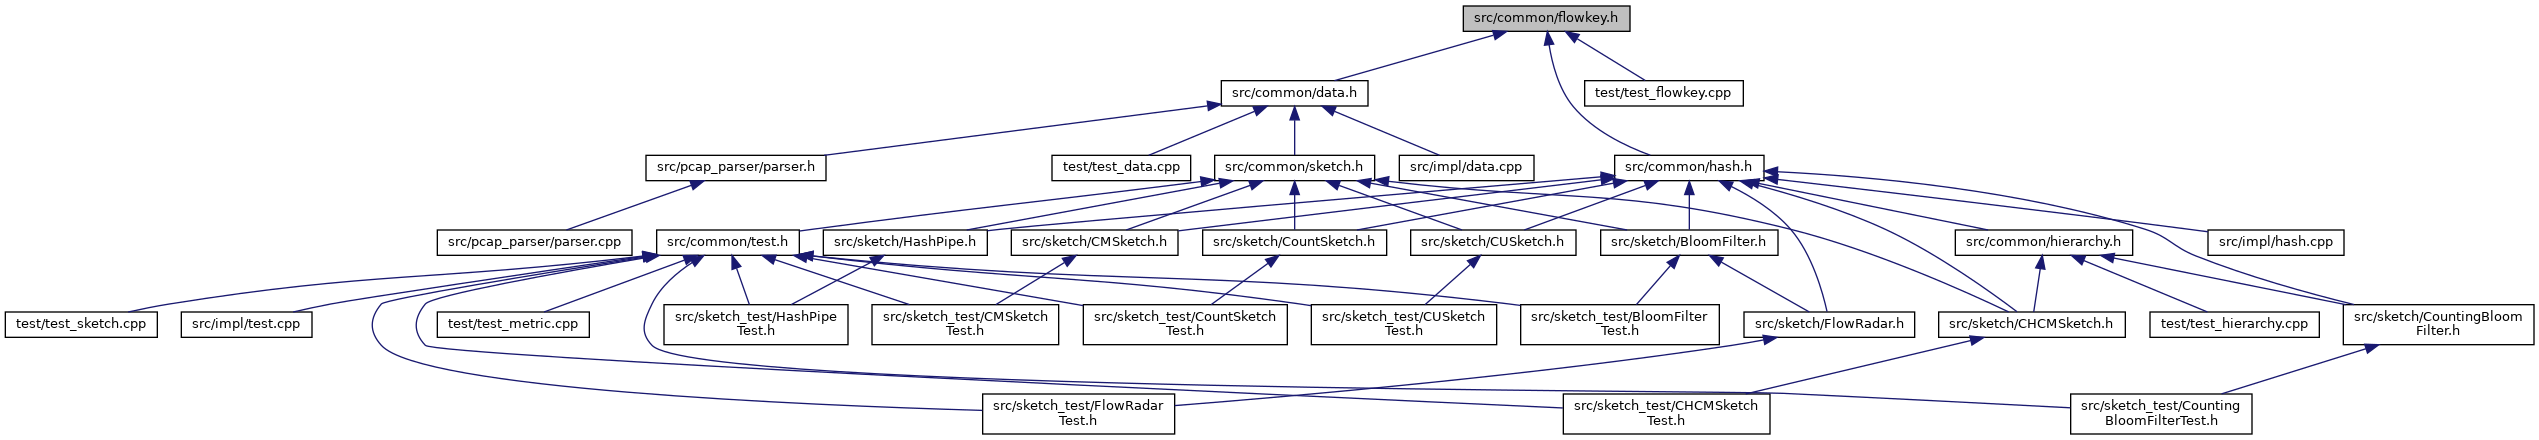 src/common/flowkey.h
src/common/data.h
test/test_flowkey.cpp
src/pcap_parser/parser.h
test/test_data.cpp
src/common/sketch.h
src/impl/data.cpp
src/common/hash.h
src/pcap_parser/parser.cpp
src/common/test.h
src/sketch/HashPipe.h
src/sketch/CMSketch.h
src/sketch/CountSketch.h
src/sketch/CUSketch.h
src/sketch/BloomFilter.h
src/common/hierarchy.h
src/impl/hash.cpp
test/test_sketch.cpp
src/impl/test.cpp
test/test_metric.cpp
src/sketch_test/HashPipe
Test.h
src/sketch_test/CMSketch
Test.h
src/sketch_test/CountSketch
Test.h
src/sketch_test/CUSketch
Test.h
src/sketch_test/BloomFilter
Test.h
src/sketch/FlowRadar.h
src/sketch/CHCMSketch.h
test/test_hierarchy.cpp
src/sketch/CountingBloom
Filter.h
src/sketch_test/FlowRadar
Test.h
src/sketch_test/CHCMSketch
Test.h
src/sketch_test/Counting
BloomFilterTest.h